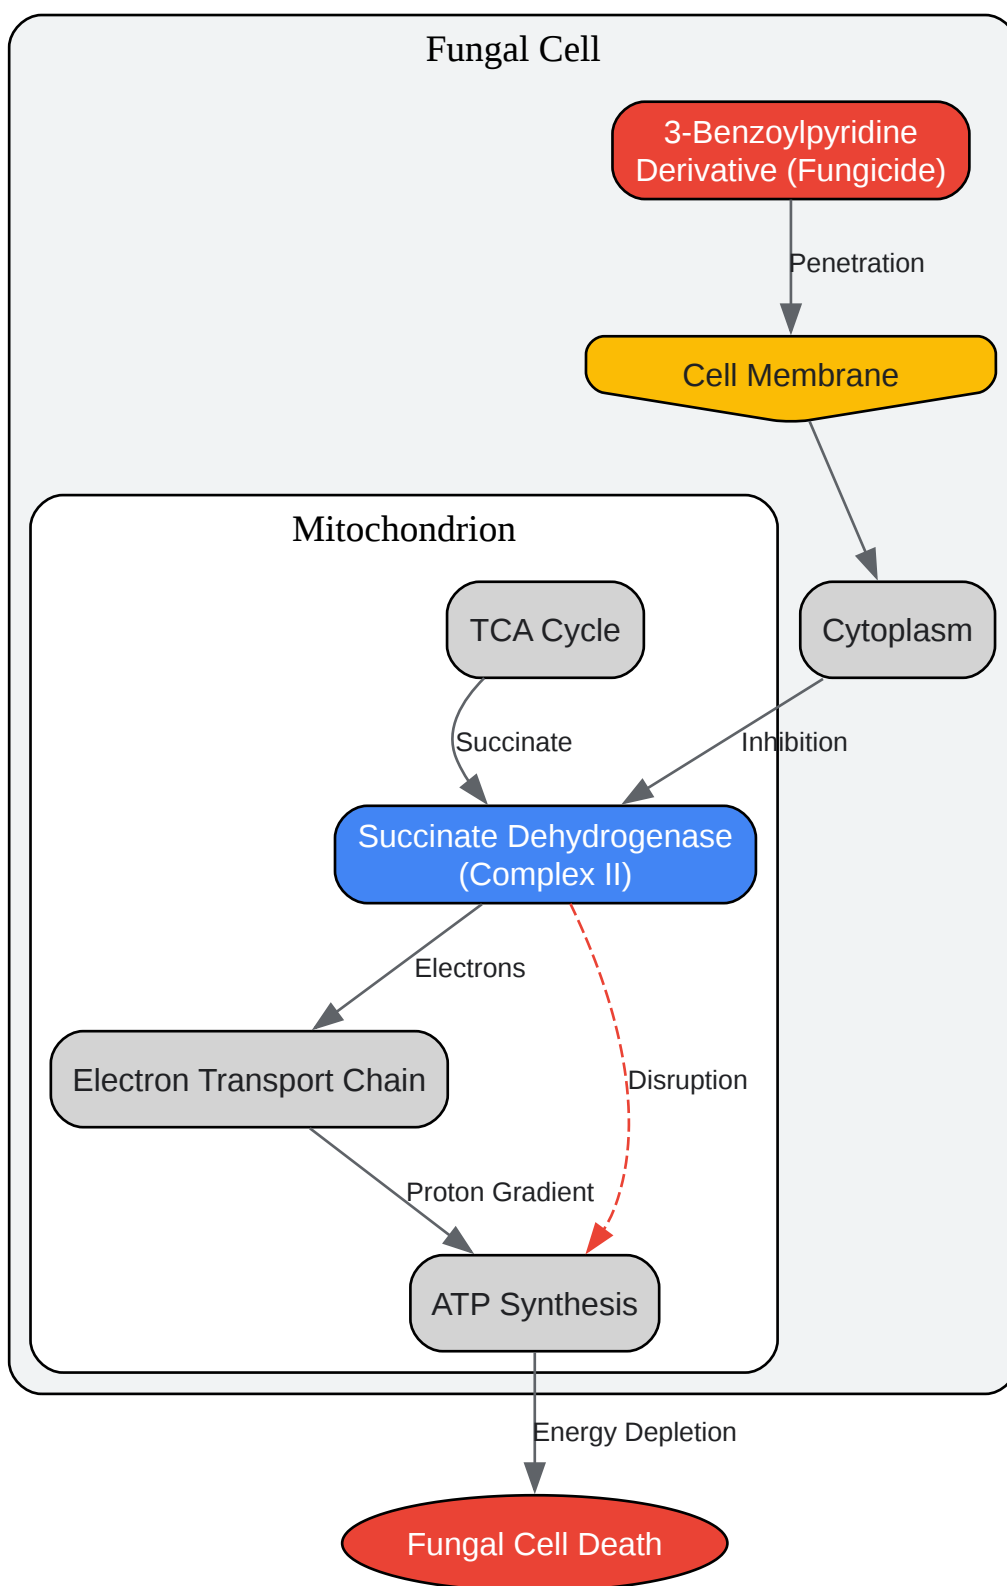 Fungal Cell
3-Benzoylpyridine
Derivative (Fungicide)
Penetration
Cell Membrane
Mitochondrion
TCA Cycle
Cytoplasm
Succinate
Inhibition
Succinate Dehydrogenase
(Complex II)
Electrons
Electron Transport Chain
Disruption
Proton Gradient
ATP Synthesis
Energy Depletion
Fungal Cell Death